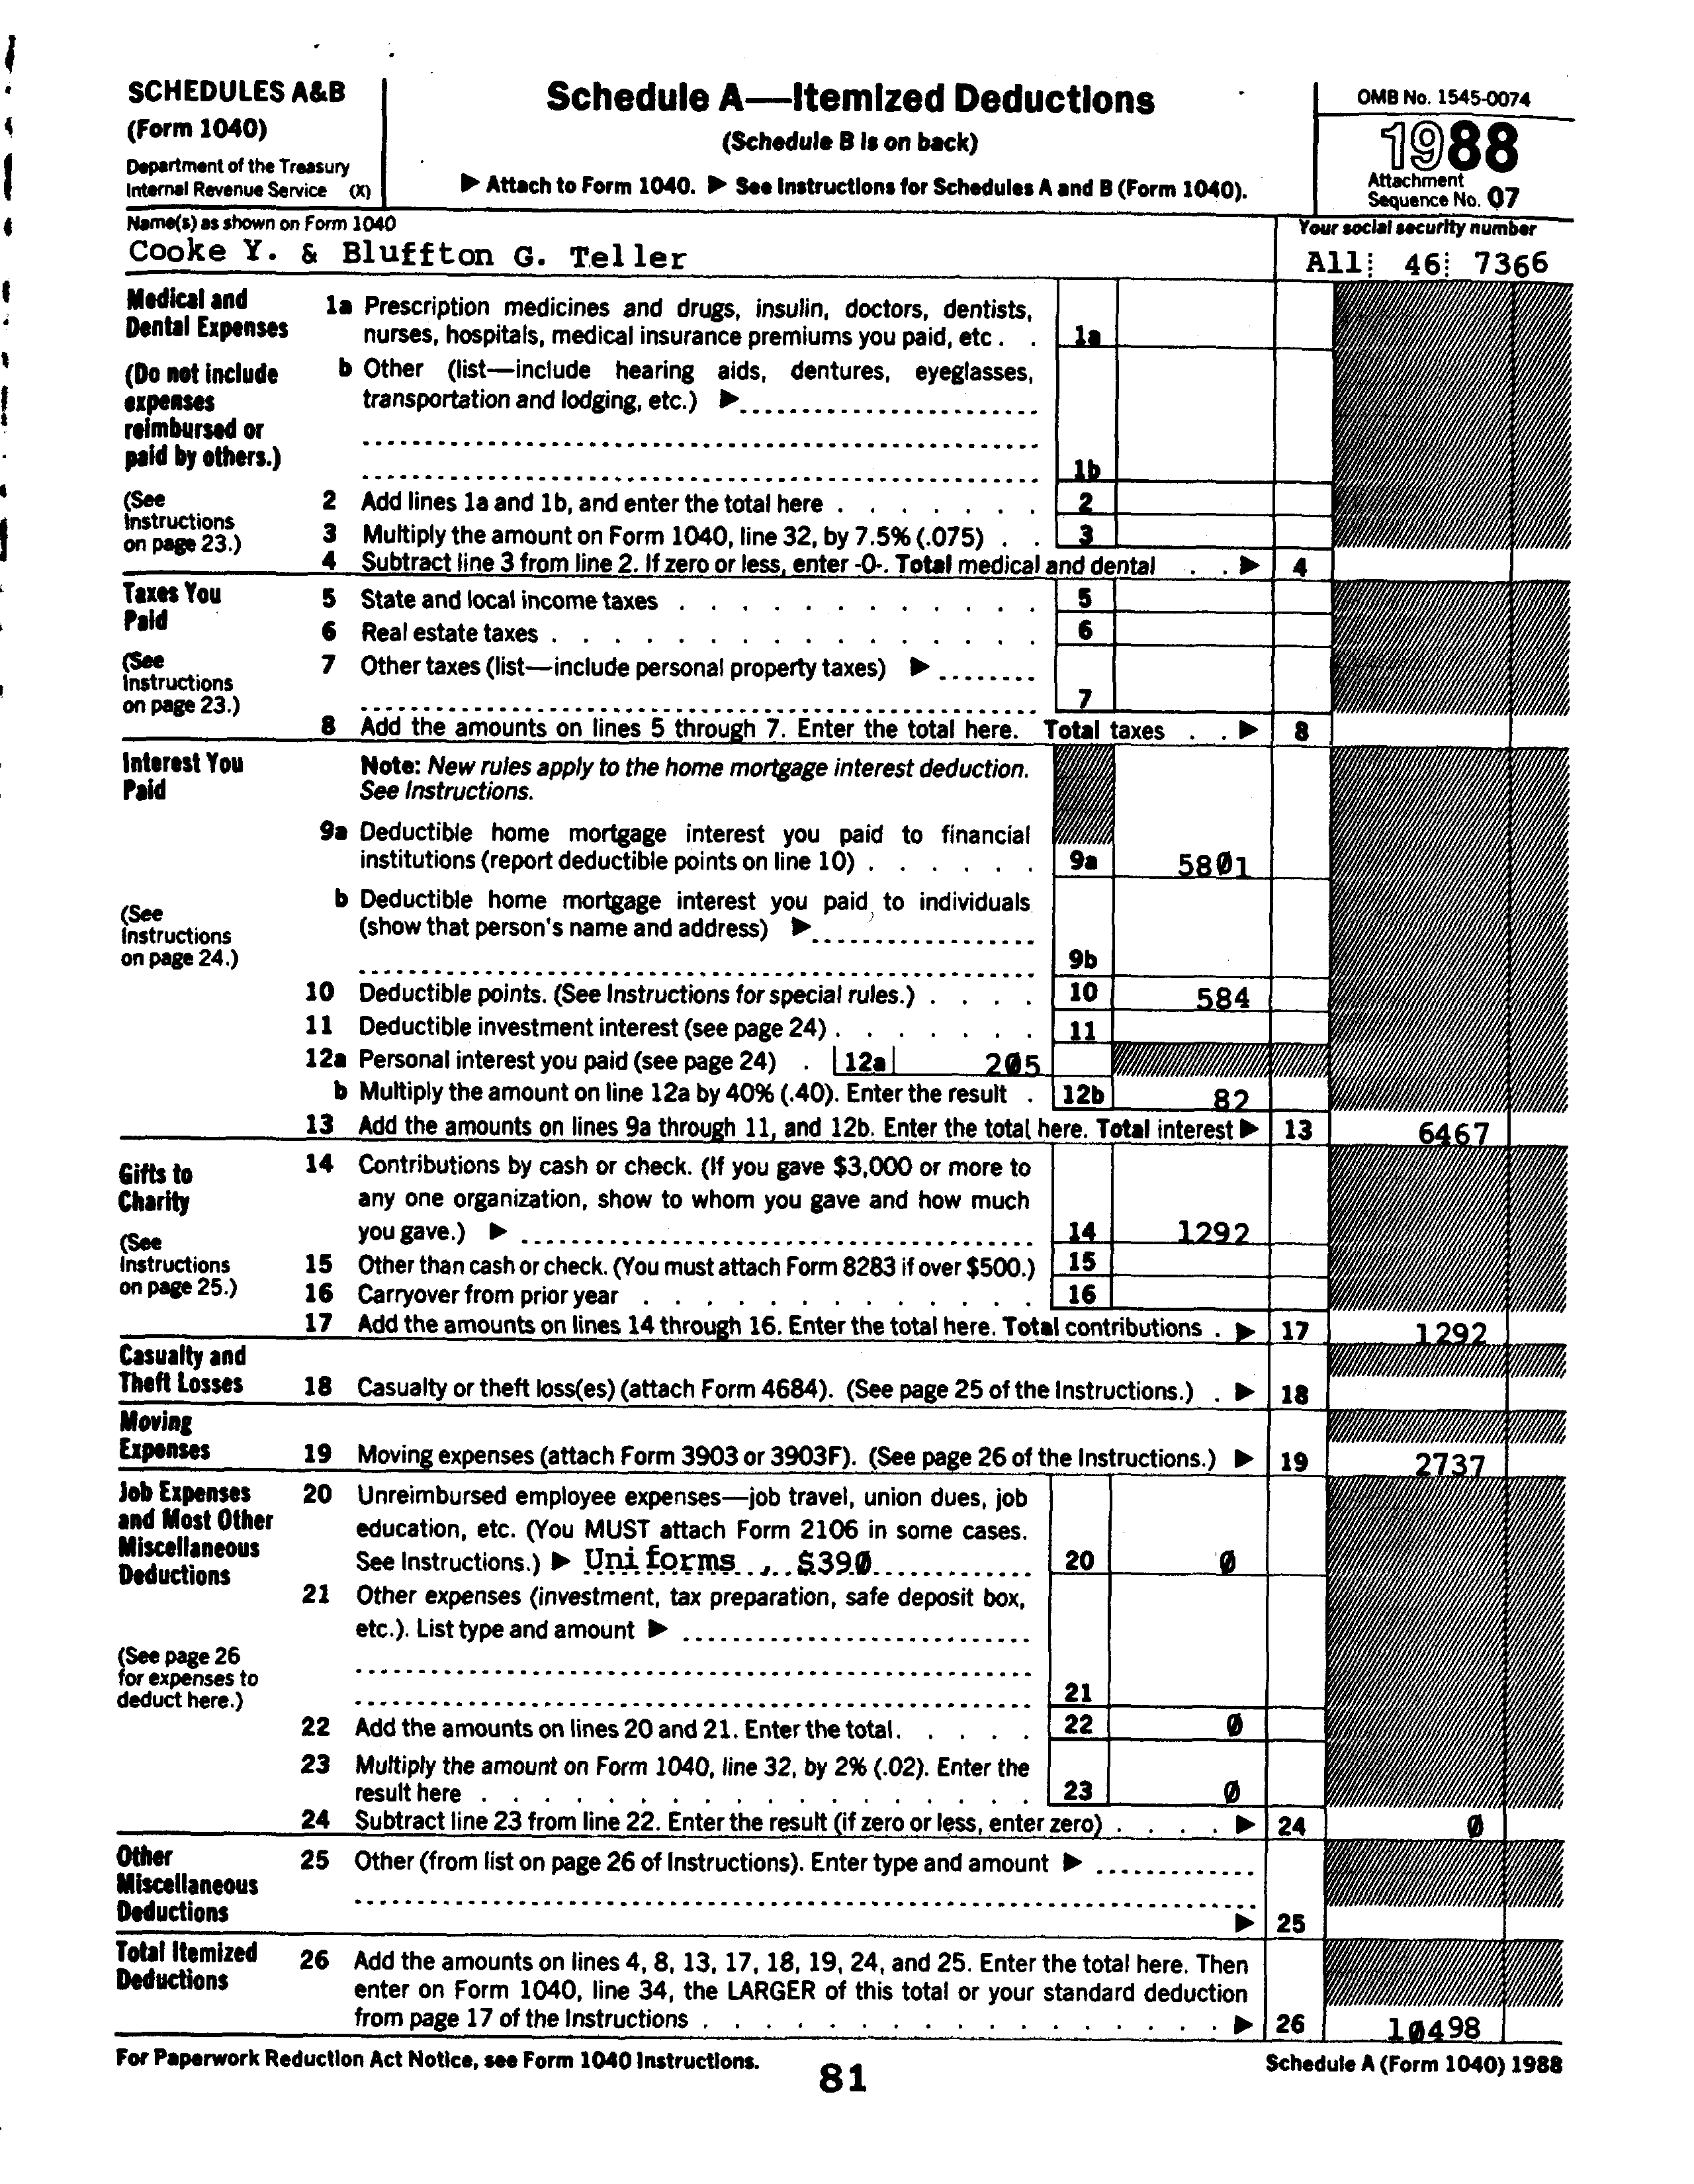 SCHEDULES A&B
(Form 1040)
Department of the Treasury
Internal Revenue Service (X)
Schedule A—Itemized Deductions
(Schedule B is on back)
▶ Attach to Form 1040. ▶ See Instructions for Schedules A and B (Form 1040).
OMB No. 1545-0074
1988
Attachment
Sequence No. 07
Name(s) as shown on Form 1040
Cooke Y. & Bluffton G. Teller
Your social security number
All 46 7366
Medical and
Dental Expenses
(Do not include
expenses
reimbursed or
paid by others.)
(See
Instructions
on page 23.)
1a Prescription medicines and drugs, insulin, doctors, dentists,
nurses, hospitals, medical insurance premiums you paid, etc . . 1a
b Other (list—include hearing aids, dentures, eyeglasses,
transportation and lodging, etc.) ▶
1b
2 Add lines 1a and 1b, and enter the total here . . . . . . . 2
3 Multiply the amount on Form 1040, line 32, by 7.5% (.075) . . 3
4 Subtract line 3 from line 2. If zero or less, enter -0-. Total medical and dental . . ▶ 4
Taxes You
Paid
(See
Instructions
on page 23.)
5 State and local income taxes . . . . . . . . . . . . 5
6 Real estate taxes . . . . . . . . . . . . . . . . 6
7 Other taxes (list—include personal property taxes) ▶
7
8 Add the amounts on lines 5 through 7. Enter the total here. Total taxes . . ▶ 8
Interest You
Paid
(See
Instructions
on page 24.)
Note: New rules apply to the home mortgage interest deduction.
See Instructions.
9a Deductible home mortgage interest you paid to financial
institutions (report deductible points on line 10) . . . . . . 9a 5801
b Deductible home mortgage interest you paid to individuals
(show that person's name and address) ▶
9b
10 Deductible points. (See Instructions for special rules.) . . . . 10 584
11 Deductible investment interest (see page 24) . . . . . . . 11
12a Personal interest you paid (see page 24) . 12a 205
b Multiply the amount on line 12a by 40% (.40). Enter the result . 12b 82
13 Add the amounts on lines 9a through 11, and 12b. Enter the total here. Total interest ▶ 13 6467
Gifts to
Charity
(See
Instructions
on page 25.)
14 Contributions by cash or check. (If you gave $3,000 or more to
any one organization, show to whom you gave and how much
you gave.) ▶ 14 1292
15 Other than cash or check. (You must attach Form 8283 if over $500.) 15
16 Carryover from prior year . . . . . . . . . . . . . 16
17 Add the amounts on lines 14 through 16. Enter the total here. Total contributions . ▶ 17 1292
Casualty and
Theft Losses
18 Casualty or theft loss(es) (attach Form 4684). (See page 25 of the Instructions.) . ▶ 18
Moving
Expenses
19 Moving expenses (attach Form 3903 or 3903F). (See page 26 of the Instructions.) ▶ 19 2737
Job Expenses
and Most Other
Miscellaneous
Deductions
(See page 26
for expenses to
deduct here.)
20 Unreimbursed employee expenses—job travel, union dues, job
education, etc. (You MUST attach Form 2106 in some cases.
See Instructions.) ▶ Uniforms , $390 20 0
21 Other expenses (investment, tax preparation, safe deposit box,
etc.). List type and amount ▶
21
22 Add the amounts on lines 20 and 21. Enter the total. . . . . 22 0
23 Multiply the amount on Form 1040, line 32, by 2% (.02). Enter the
result here . . . . . . . . . . . . . . . . . . 23 0
24 Subtract line 23 from line 22. Enter the result (if zero or less, enter zero) . . . . ▶ 24 0
Other
Miscellaneous
Deductions
25 Other (from list on page 26 of Instructions). Enter type and amount ▶
▶ 25
Total Itemized
Deductions
26 Add the amounts on lines 4, 8, 13, 17, 18, 19, 24, and 25. Enter the total here. Then
enter on Form 1040, line 34, the LARGER of this total or your standard deduction
from page 17 of the Instructions . . . . . . . . . . . . . . . . . ▶ 26 10498
For Paperwork Reduction Act Notice, see Form 1040 Instructions.
81
Schedule A (Form 1040) 1988